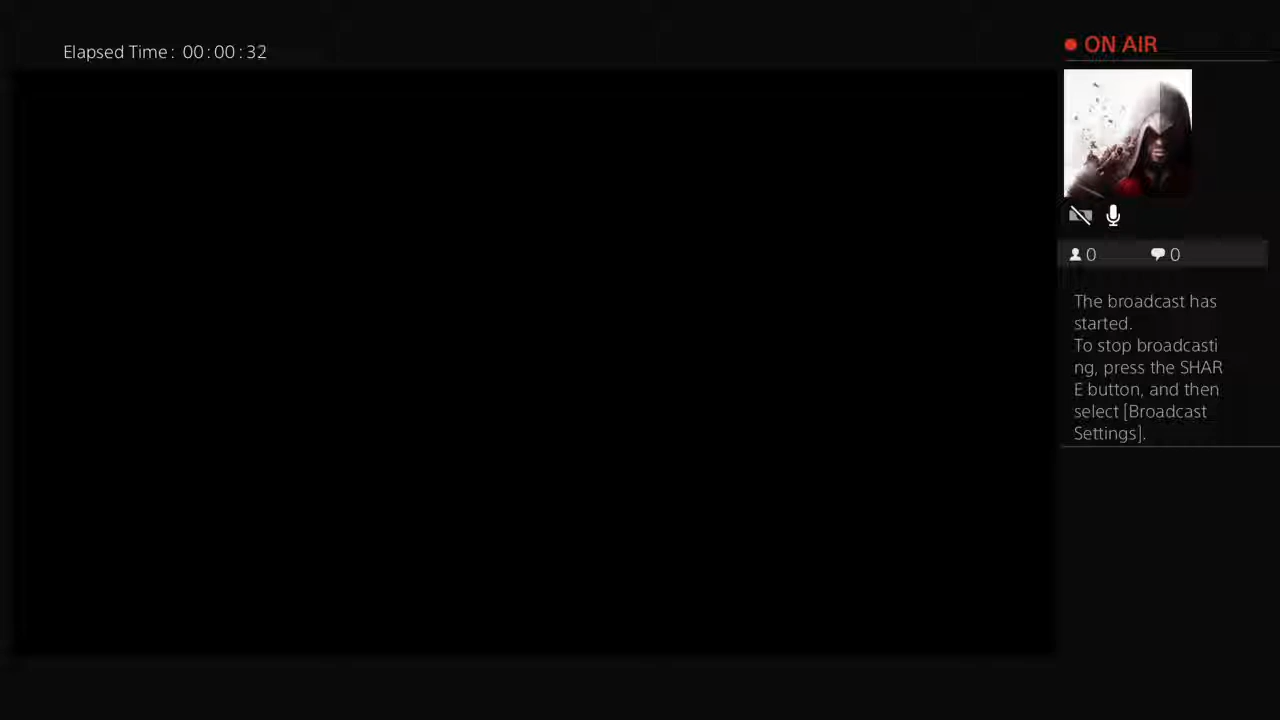 Elapsed Time: 00:00:32
ON AIR
0 0
The broadcast has
started.
To stop broadcasti
ng, press the SHAR
E button, and then
select [Broadcast
Settings].